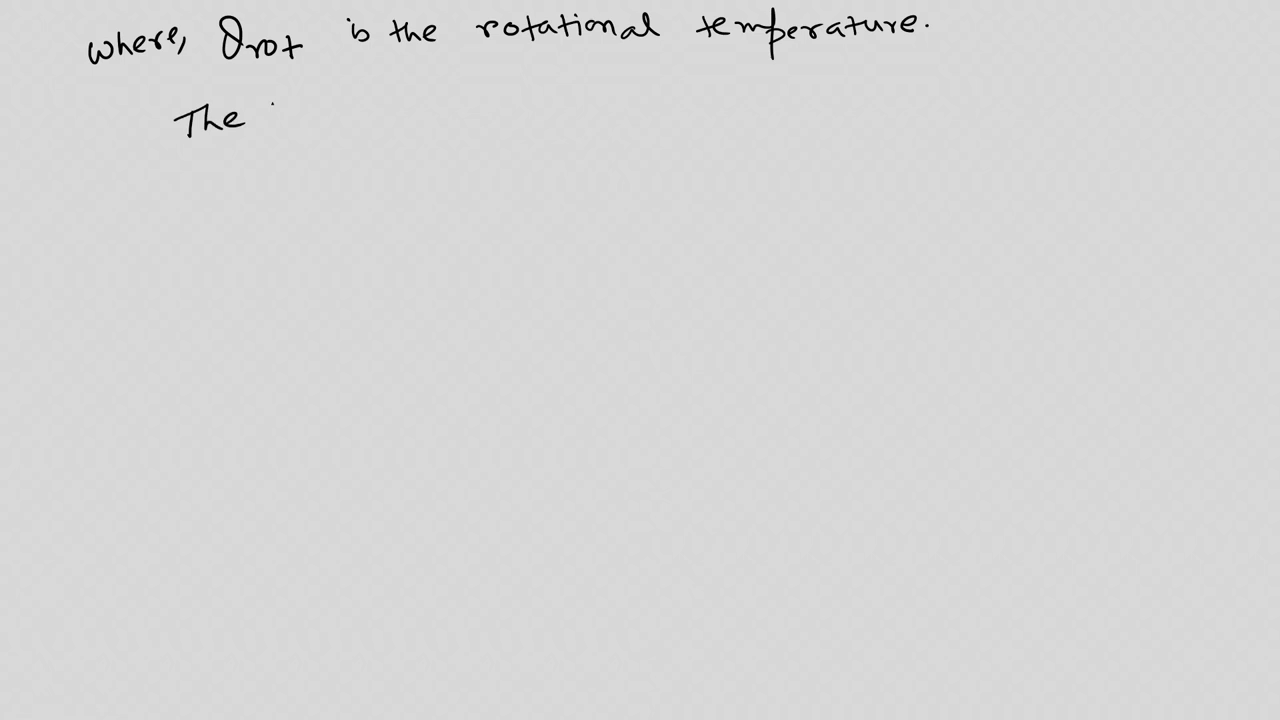 where, θrot is the rotational temperature.
The